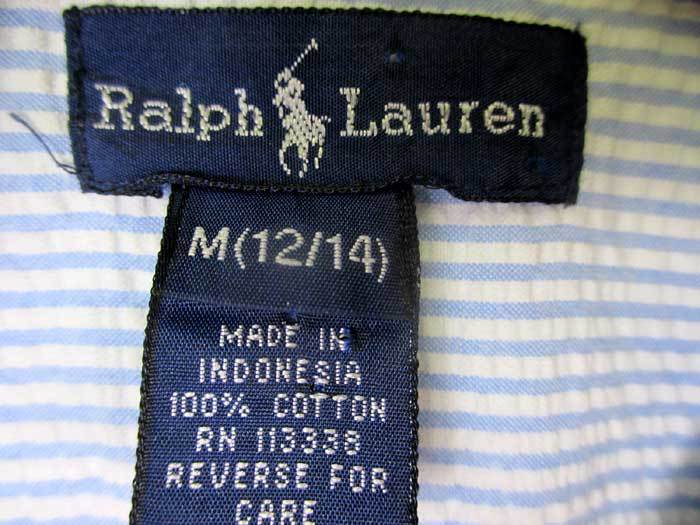 Ralph Lauren
M(12/14)
MADE IN
INDONESIA
100% COTTON
RN 113338
REVERSE FOR
CARE